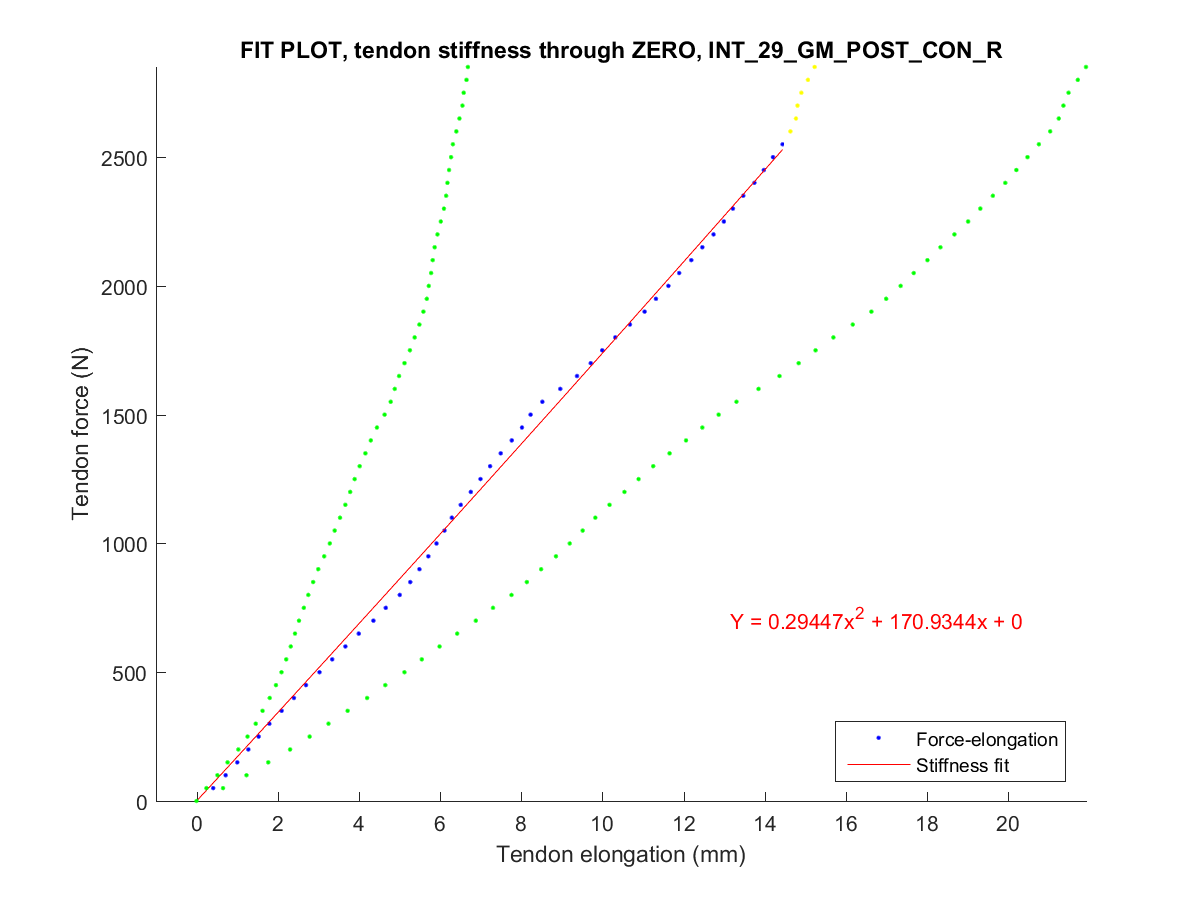 FIT PLOT, tendon stiffness through ZERO, INT_29_GM_POST_CON_R
Tendon force (N)
2500
2000
1500
1000
500
0
Y = 0.29447x² + 170.9344x + 0
Force-elongation
Stiffness fit
0 2 4 6 8 10 12 14 16 18 20
Tendon elongation (mm)